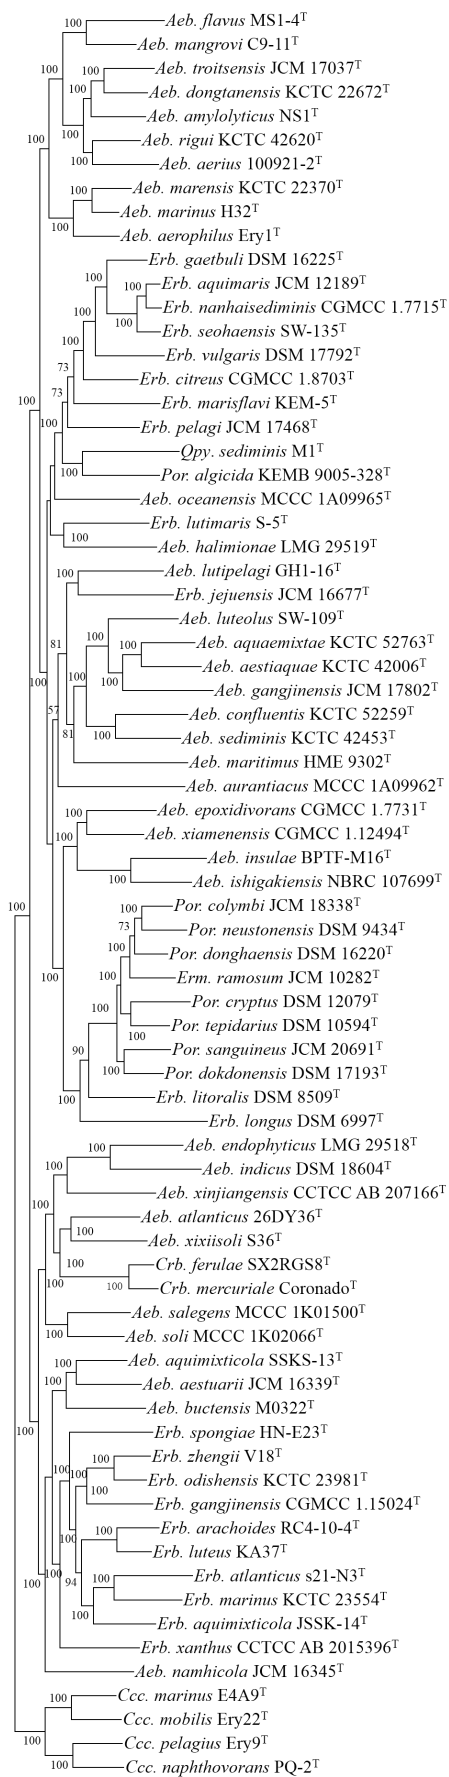 Aeb. flavus MS1-4ᵀ
Aeb. mangrovi C9-11ᵀ
Aeb. troitsensis JCM 17037ᵀ
Aeb. dongtanensis KCTC 22672ᵀ
Aeb. amylolyticus NS1ᵀ
Aeb. rigui KCTC 42620ᵀ
Aeb. aerius 100921-2ᵀ
Aeb. marensis KCTC 22370ᵀ
Aeb. marinus H32ᵀ
Aeb. aerophilus Ery1ᵀ
Erb. gaetbuli DSM 16225ᵀ
Erb. aquimaris JCM 12189ᵀ
Erb. nanhaisediminis CGMCC 1.7715ᵀ
Erb. seohaensis SW-135ᵀ
Erb. vulgaris DSM 17792ᵀ
Erb. citreus CGMCC 1.8703ᵀ
Erb. marisflavi KEM-5ᵀ
Erb. pelagi JCM 17468ᵀ
Qpy. sediminis M1ᵀ
Por. algicida KEMB 9005-328ᵀ
Aeb. oceanensis MCCC 1A09965ᵀ
Erb. lutimaris S-5ᵀ
Aeb. halimionae LMG 29519ᵀ
Aeb. lutipelagi GH1-16ᵀ
Erb. jejuensis JCM 16677ᵀ
Aeb. luteolus SW-109ᵀ
Aeb. aquaemixtae KCTC 52763ᵀ
Aeb. aestiaquae KCTC 42006ᵀ
Aeb. gangjinensis JCM 17802ᵀ
Aeb. confluentis KCTC 52259ᵀ
Aeb. sediminis KCTC 42453ᵀ
Aeb. maritimus HME 9302ᵀ
Aeb. aurantiacus MCCC 1A09962ᵀ
Aeb. epoxidivorans CGMCC 1.7731ᵀ
Aeb. xiamenensis CGMCC 1.12494ᵀ
Aeb. insulae BPTF-M16ᵀ
Aeb. ishigakiensis NBRC 107699ᵀ
Por. colymbi JCM 18338ᵀ
Por. neustonensis DSM 9434ᵀ
Por. donghaensis DSM 16220ᵀ
Erm. ramosum JCM 10282ᵀ
Por. cryptus DSM 12079ᵀ
Por. tepidarius DSM 10594ᵀ
Por. sanguineus JCM 20691ᵀ
Por. dokdonensis DSM 17193ᵀ
Erb. litoralis DSM 8509ᵀ
Erb. longus DSM 6997ᵀ
Aeb. endophyticus LMG 29518ᵀ
Aeb. indicus DSM 18604ᵀ
Aeb. xinjiangensis CCTCC AB 207166ᵀ
Aeb. atlanticus 26DY36ᵀ
Aeb. xixiisoli S36ᵀ
Crb. ferulae SX2RGS8ᵀ
Crb. mercuriale Coronadoᵀ
Aeb. salegens MCCC 1K01500ᵀ
Aeb. soli MCCC 1K02066ᵀ
Aeb. aquimixticola SSKS-13ᵀ
Aeb. aestuarii JCM 16339ᵀ
Aeb. buctensis M0322ᵀ
Erb. spongiae HN-E23ᵀ
Erb. zhengii V18ᵀ
Erb. odishensis KCTC 23981ᵀ
Erb. gangjinensis CGMCC 1.15024ᵀ
Erb. arachoides RC4-10-4ᵀ
Erb. luteus KA37ᵀ
Erb. atlanticus s21-N3ᵀ
Erb. marinus KCTC 23554ᵀ
Erb. aquimixticola JSSK-14ᵀ
Erb. xanthus CCTCC AB 2015396ᵀ
Aeb. namhicola JCM 16345ᵀ
Ccc. marinus E4A9ᵀ
Ccc. mobilis Ery22ᵀ
Ccc. pelagius Ery9ᵀ
Ccc. naphthovorans PQ-2ᵀ